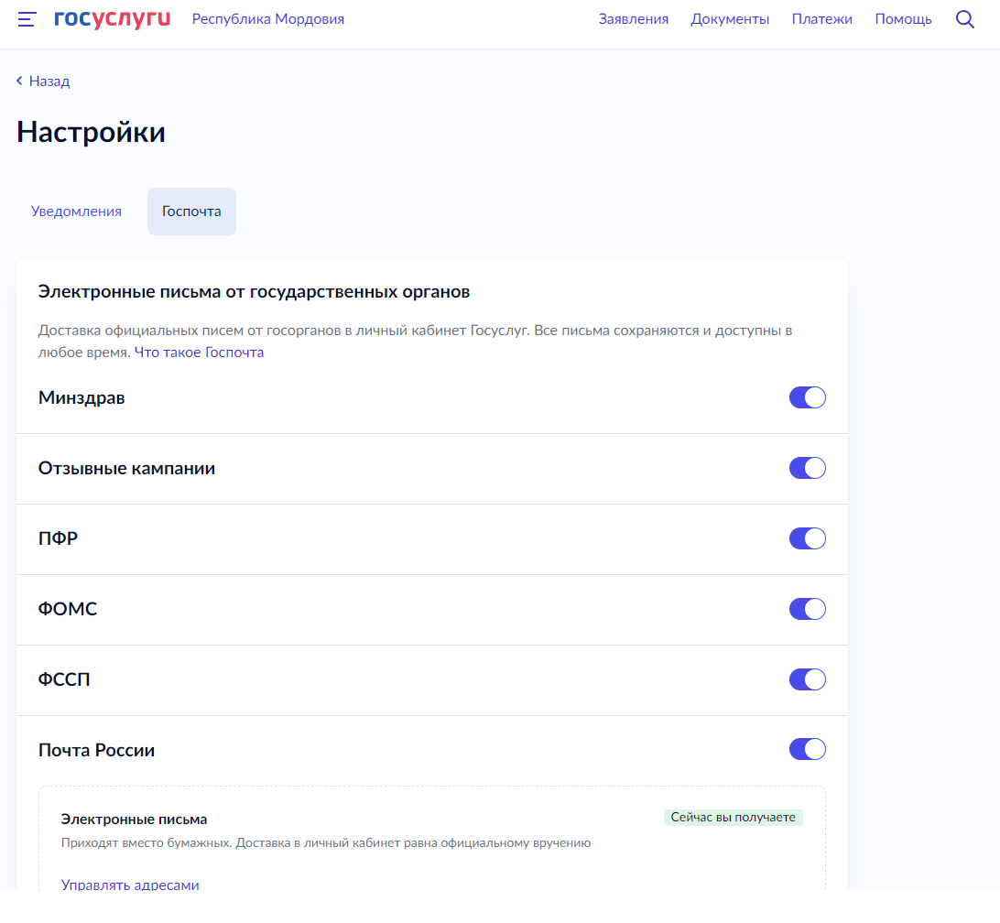 госуслуги Республика Мордовия Заявления Документы Платежи Помощь
Назад
Настройки
Уведомления Госпочта
Электронные письма от государственных органов
Доставка официальных писем от госорганов в личный кабинет Госуслуг. Все письма сохраняются и доступны в
любое время. Что такое Госпочта
Минздрав
Отзывные кампании
ПФР
ФОМС
ФССП
Почта России
Электронные письма Сейчас вы получаете
Приходят вместо бумажных. Доставка в личный кабинет равна официальному вручению
Управлять адресами